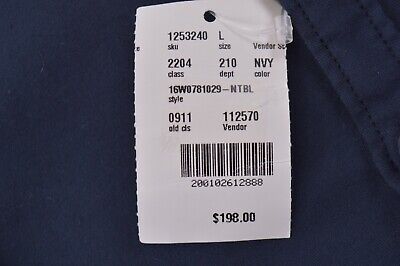 1253240 L
sku size Vendor
2204 210 NVY
class dept color
16W0781029-NTBL
style
0911 112570
old cls Vendor
200102612888
$198.00